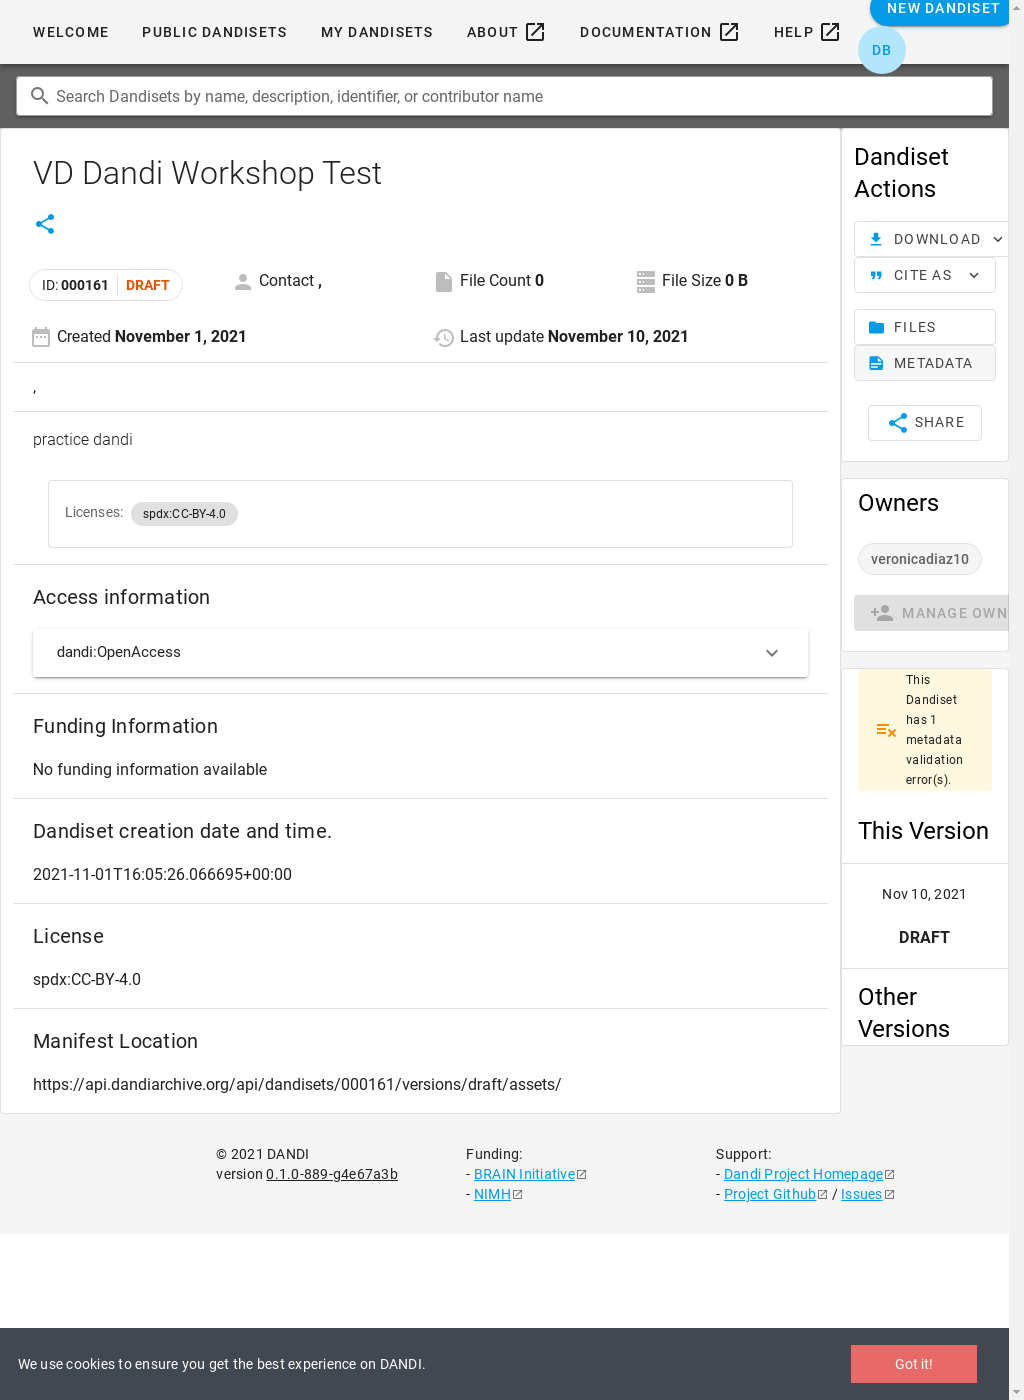 NEW DANDISET
WELCOME PUBLIC DANDISETS MY DANDISETS ABOUT DOCUMENTATION HELP
DB
Search Dandisets by name, description, identifier, or contributor name
VD Dandi Workshop Test
ID: 000161 DRAFT
Contact ,
File Count 0
File Size 0 B
Created November 1, 2021
Last update November 10, 2021
,
practice dandi
Licenses: spdx:CC-BY-4.0
Access information
dandi:OpenAccess
Funding Information
No funding information available
Dandiset creation date and time.
2021-11-01T16:05:26.066695+00:00
License
spdx:CC-BY-4.0
Manifest Location
https://api.dandiarchive.org/api/dandisets/000161/versions/draft/assets/
Dandiset
Actions
DOWNLOAD
CITE AS
FILES
METADATA
SHARE
Owners
veronicadiaz10
MANAGE OWN
This
Dandiset
has 1
metadata
validation
error(s).
This Version
Nov 10, 2021
DRAFT
Other
Versions
© 2021 DANDI
version 0.1.0-889-g4e67a3b
Funding:
- BRAIN Initiative
- NIMH
Support:
- Dandi Project Homepage
- Project Github / Issues
We use cookies to ensure you get the best experience on DANDI.
Got it!